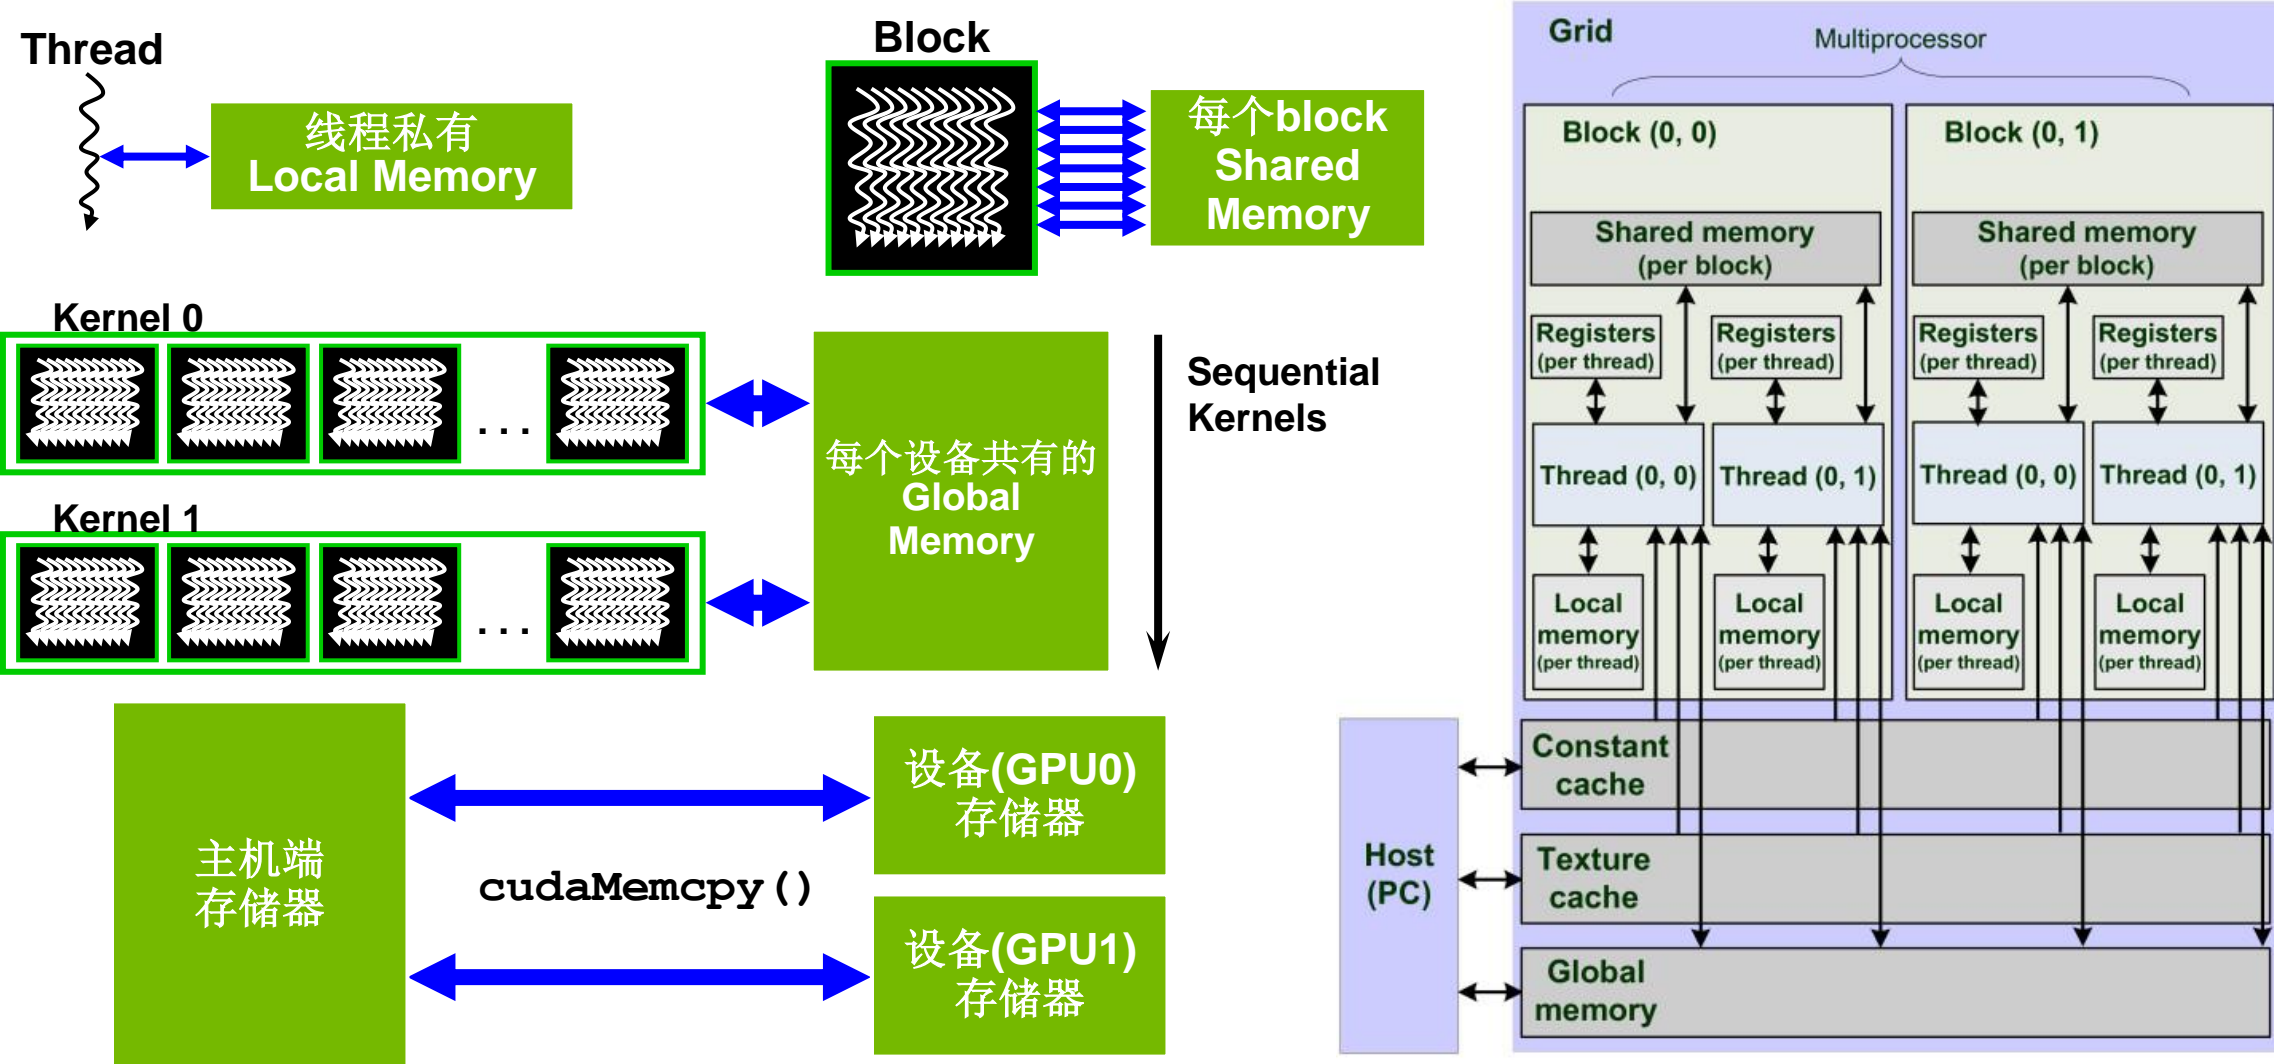 Thread
线程私有
Local Memory
Block
每个block
Shared
Memory
Kernel 0
. . .
Kernel 1
. . .
每个设备共有的
Global
Memory
Sequential
Kernels
主机端
存储器
cudaMemcpy()
设备(GPU0)
存储器
设备(GPU1)
存储器
Grid
Multiprocessor
Block (0, 0)
Shared memory
(per block)
Registers
(per thread)
Registers
(per thread)
Thread (0, 0)
Thread (0, 1)
Local
memory
(per thread)
Local
memory
(per thread)
Block (0, 1)
Shared memory
(per block)
Registers
(per thread)
Registers
(per thread)
Thread (0, 0)
Thread (0, 1)
Local
memory
(per thread)
Local
memory
(per thread)
Host
(PC)
Constant
cache
Texture
cache
Global
memory